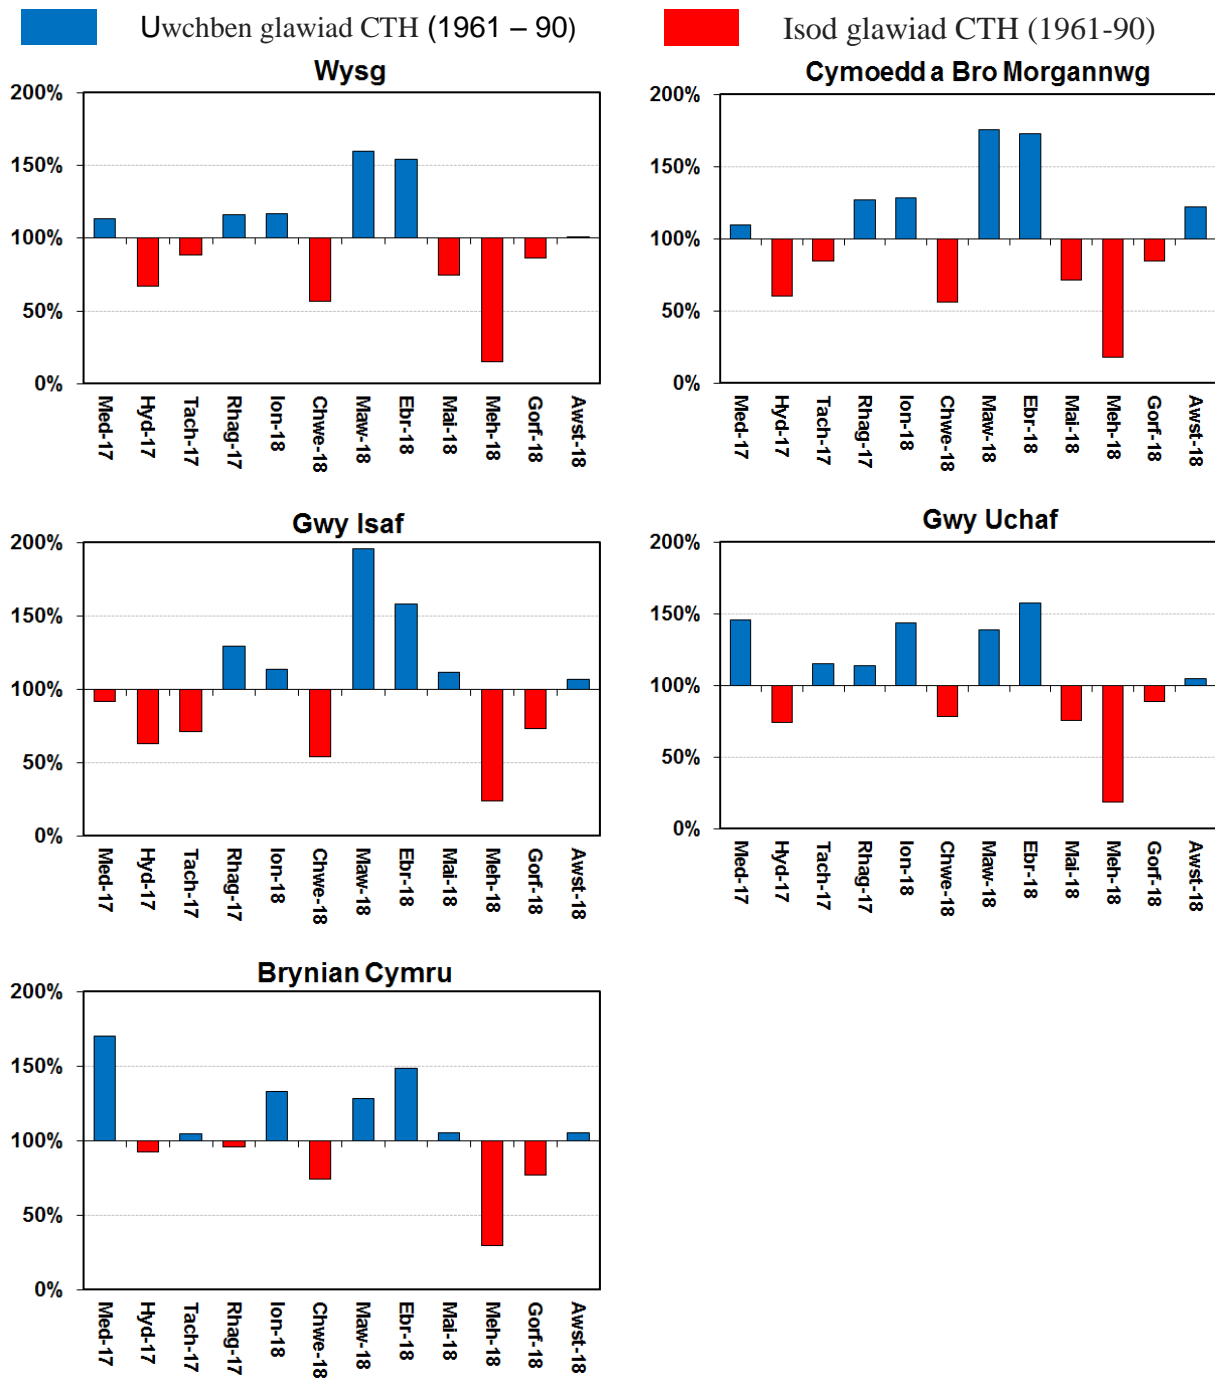 Uwchben glawiad CTH (1961 – 90)
Isod glawiad CTH (1961-90)
Wysg
200%
150%
100%
50%
0%
Med-17
Hyd-17
Tach-17
Rhag-17
Ion-18
Chwe-18
Maw-18
Ebr-18
Mai-18
Meh-18
Gorf-18
Awst-18
Cymoedd a Bro Morgannwg
200%
150%
100%
50%
0%
Med-17
Hyd-17
Tach-17
Rhag-17
Ion-18
Chwe-18
Maw-18
Ebr-18
Mai-18
Meh-18
Gorf-18
Awst-18
Gwy Isaf
200%
150%
100%
50%
0%
Med-17
Hyd-17
Tach-17
Rhag-17
Ion-18
Chwe-18
Maw-18
Ebr-18
Mai-18
Meh-18
Gorf-18
Awst-18
Gwy Uchaf
200%
150%
100%
50%
0%
Med-17
Hyd-17
Tach-17
Rhag-17
Ion-18
Chwe-18
Maw-18
Ebr-18
Mai-18
Meh-18
Gorf-18
Awst-18
Brynian Cymru
200%
150%
100%
50%
0%
Med-17
Hyd-17
Tach-17
Rhag-17
Ion-18
Chwe-18
Maw-18
Ebr-18
Mai-18
Meh-18
Gorf-18
Awst-18